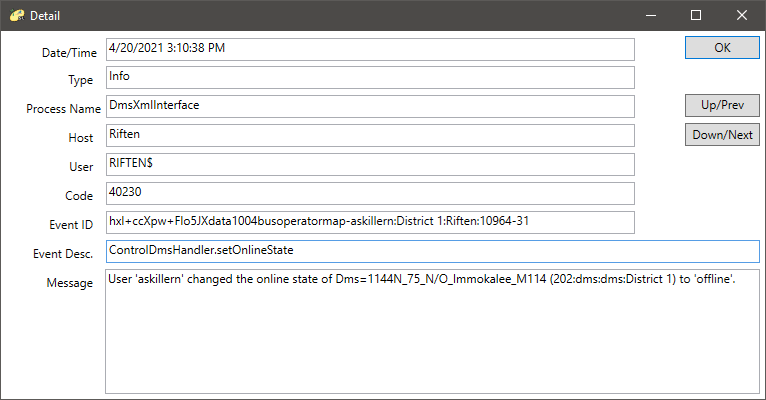 Detail
Date/Time 4/20/2021 3:10:38 PM OK
Type Info
Process Name DmsXmlInterface Up/Prev
Host Riften Down/Next
User RIFTEN$
Code 40230
Event ID hxl+ccXpw+Flo5JXdata1004busoperatormap-askillern:District 1:Riften:10964-31
Event Desc. ControlDmsHandler.setOnlineState
Message User 'askillern' changed the online state of Dms=1144N_75_N/O_Immokalee_M114 (202:dms:dms:District 1) to 'offline'.